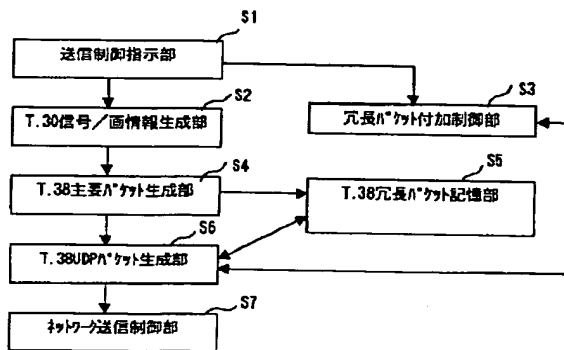 S1
送信制御指示部
S2
T.30信号／画情報生成部
S3
冗長ﾊﾟｹｯﾄ付加制御部
S4
T.38主要ﾊﾟｹｯﾄ生成部
S5
T.38冗長ﾊﾟｹｯﾄ記憶部
S6
T.38UDPﾊﾟｹｯﾄ生成部
S7
ﾈｯﾄﾜｰｸ送信制御部